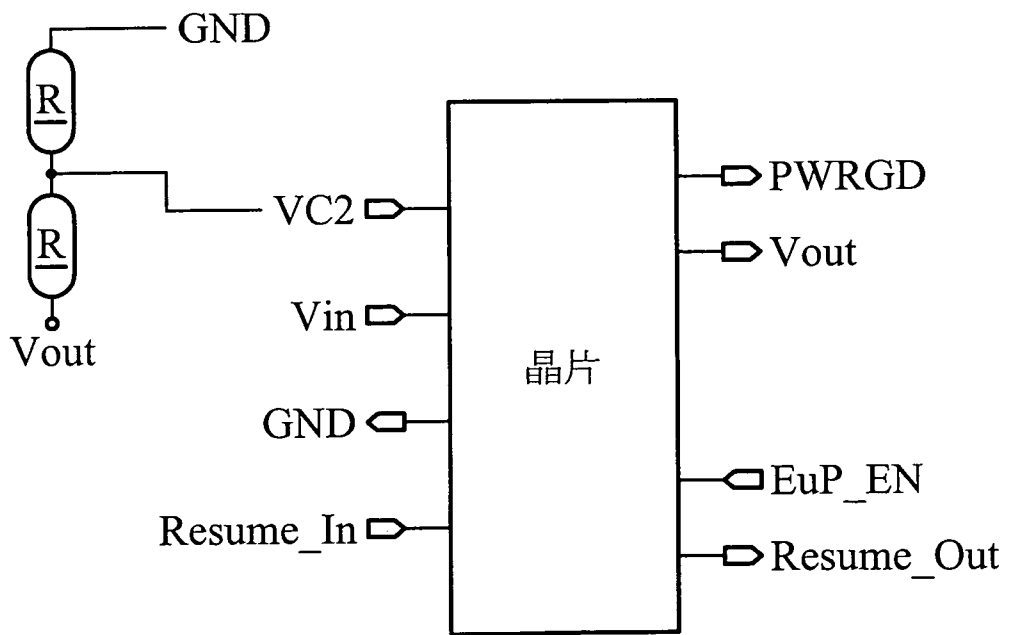 GND
R
R
Vout
VC2
Vin
GND
Resume_In
晶片
PWRGD
Vout
EuP_EN
Resume_Out